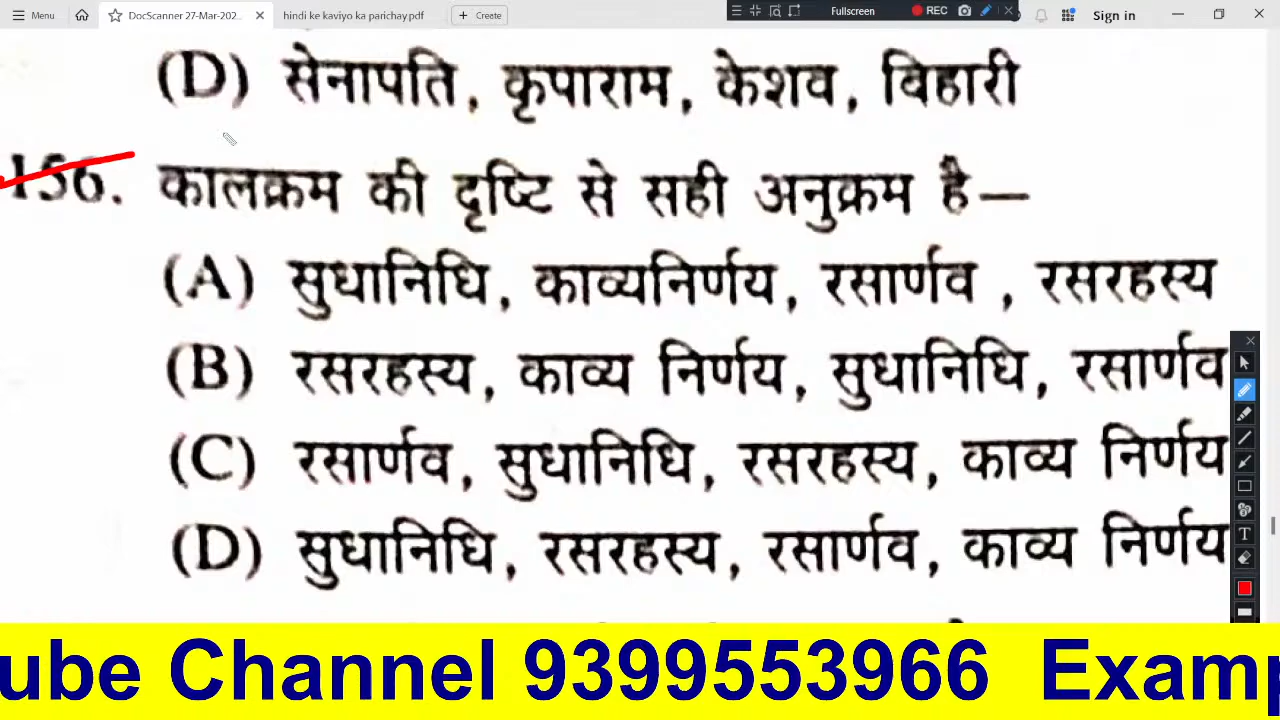 Menu
DocScanner 27-Mar-202...
hindi ke kaviyo ka parichay.pdf
Create
Fullscreen
REC
Sign in
(D) सेनापति, कृपाराम, केशव, विहारी
156. कालक्रम की दृष्टि से सही अनुक्रम है—
(A) सुधानिधि, काव्यनिर्णय, रसार्णव , रसरहस्य
(B) रसरहस्य, काव्य निर्णय, सुधानिधि, रसार्णव
(C) रसार्णव, सुधानिधि, रसरहस्य, काव्य निर्णय
(D) सुधानिधि, रसरहस्य, रसार्णव, काव्य निर्णय
ube Channel 9399553966 Examp